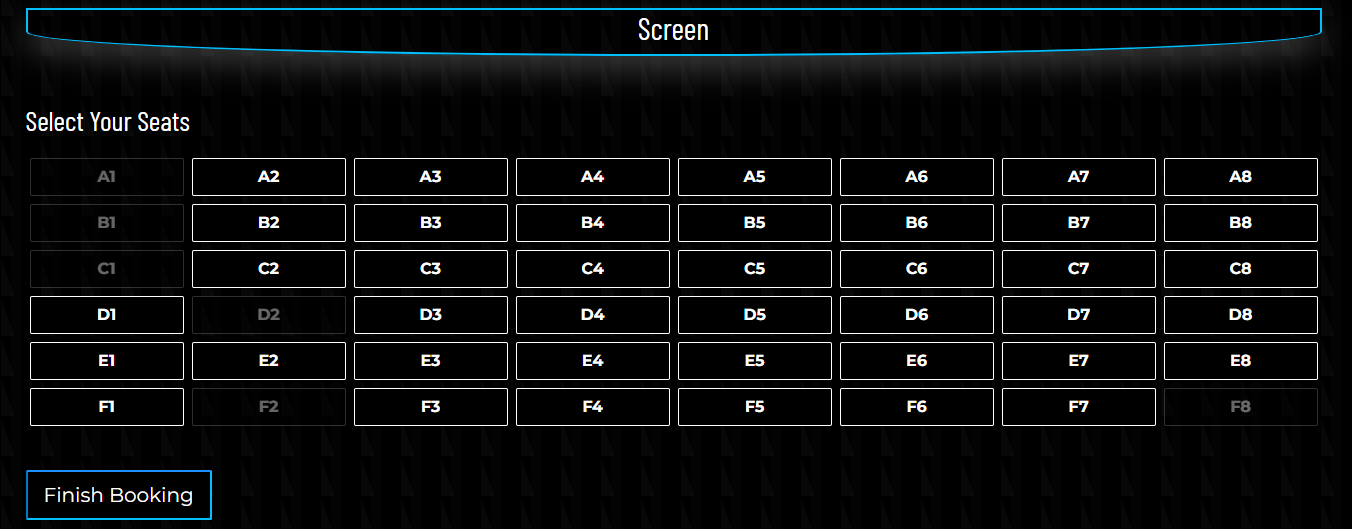 Screen
Select Your Seats
A1 A2 A3 A4 A5 A6 A7 A8
B1 B2 B3 B4 B5 B6 B7 B8
C1 C2 C3 C4 C5 C6 C7 C8
D1 D2 D3 D4 D5 D6 D7 D8
E1 E2 E3 E4 E5 E6 E7 E8
F1 F2 F3 F4 F5 F6 F7 F8
Finish Booking